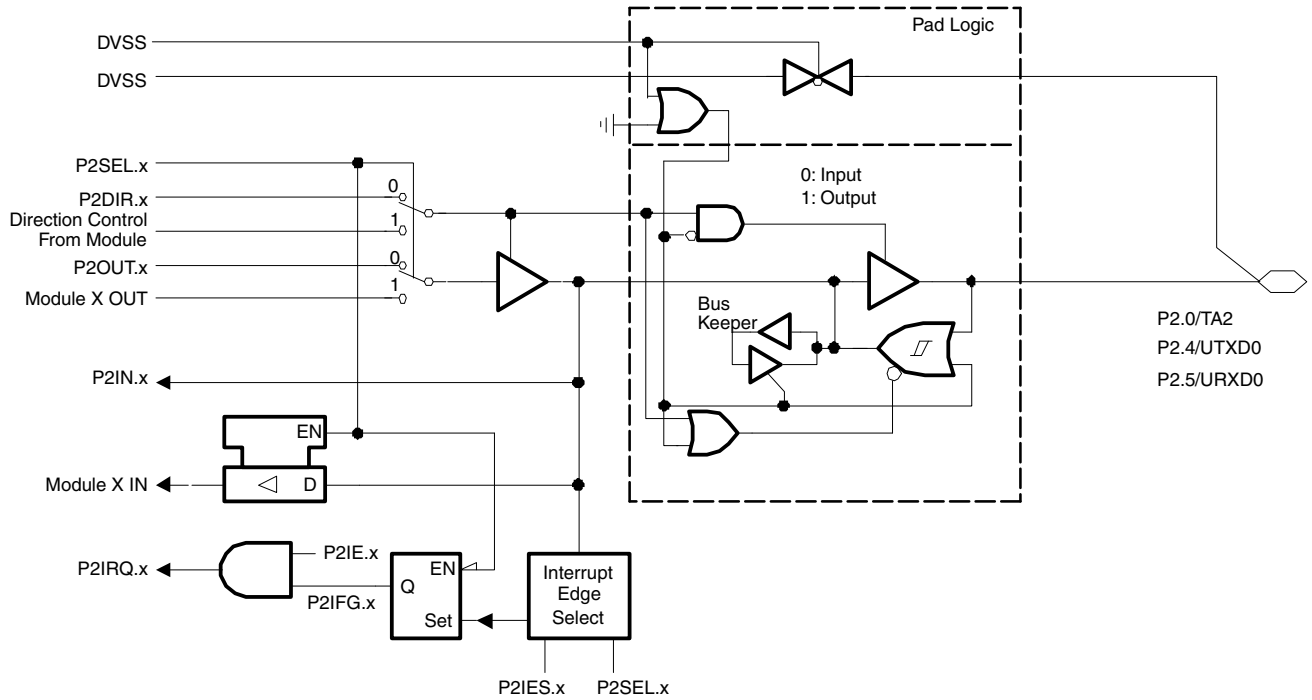 Pad Logic
DVSS
DVSS
P2SEL.x
0: Input
1: Output
0
P2DIR.x
Direction Control
From Module
1
0
P2OUT.x
1
Module X OUT
Bus
Keeper
P2.0/TA2
P2.4/UTXD0
P2.5/URXD0
P2IN.x
EN
Module X IN
D
P2IE.x
P2IRQ.x
P2IFG.x
EN
Q
Set
Interrupt
Edge
Select
P2IES.x
P2SEL.x